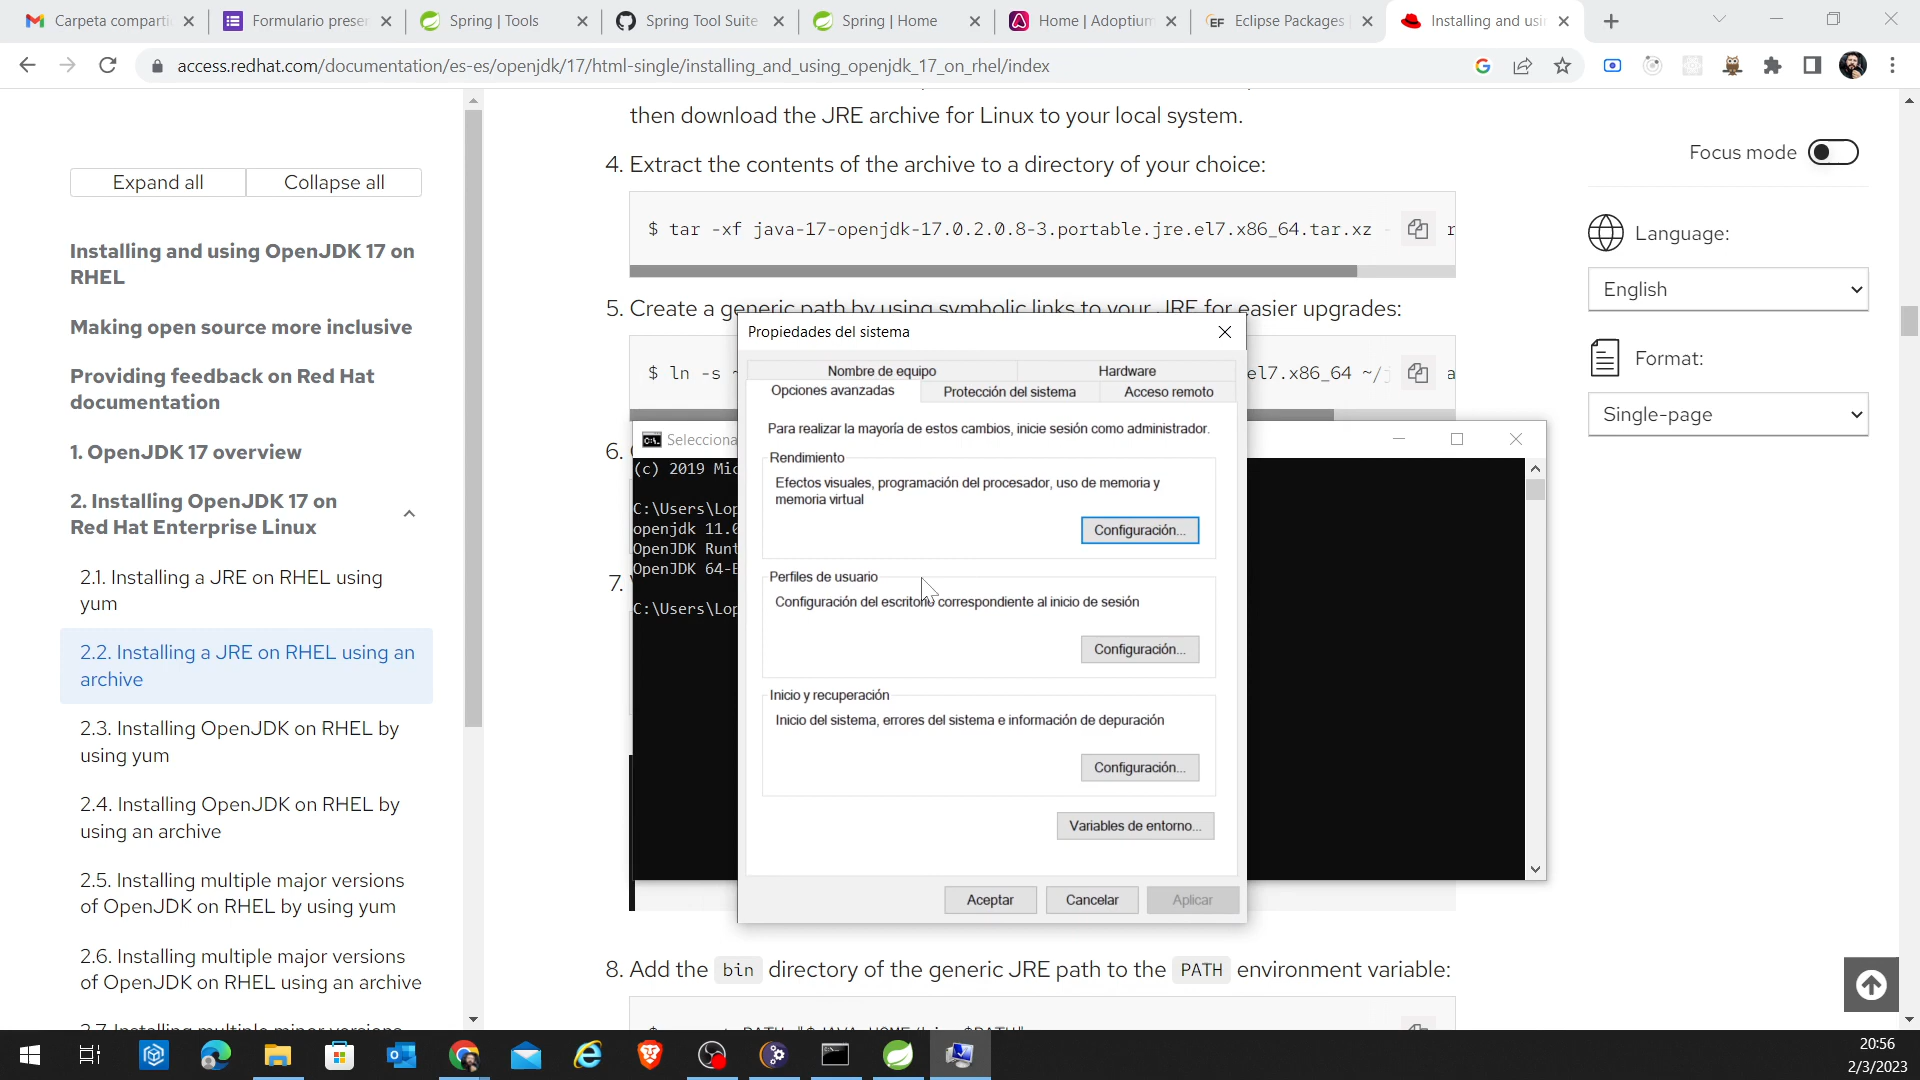 Carpeta comparti
Formulario preser
Spring | Tools
Spring Tool Suite
Spring | Home
Home | Adoptium
Eclipse Packages
Installing and usin
access.redhat.com/documentation/es-es/openjdk/17/html-single/installing_and_using_openjdk_17_on_rhel/index
Expand all
Collapse all
Installing and using OpenJDK 17 on
RHEL
Making open source more inclusive
Providing feedback on Red Hat
documentation
1. OpenJDK 17 overview
2. Installing OpenJDK 17 on
Red Hat Enterprise Linux
2.1. Installing a JRE on RHEL using
yum
2.2. Installing a JRE on RHEL using an
archive
2.3. Installing OpenJDK on RHEL by
using yum
2.4. Installing OpenJDK on RHEL by
using an archive
2.5. Installing multiple major versions
of OpenJDK on RHEL by using yum
2.6. Installing multiple major versions
of OpenJDK on RHEL using an archive
2.7. Installing multiple minor versions
then download the JRE archive for Linux to your local system.
4. Extract the contents of the archive to a directory of your choice:
$ tar -xf java-17-openjdk-17.0.2.0.8-3.portable.jre.el7.x86_64.tar.xz -
5. Create a generic path by using symbolic links to your JRE for easier upgrades:
$ ln -s ~
el7.x86_64 ~/j
6.
7.
Selecciona
(c) 2019 Mic
C:\Users\Lop
openjdk 11.0
OpenJDK Runt
OpenJDK 64-B
C:\Users\Lop
Propiedades del sistema
Nombre de equipo
Hardware
Opciones avanzadas
Protección del sistema
Acceso remoto
Para realizar la mayoría de estos cambios, inicie sesión como administrador.
Rendimiento
Efectos visuales, programación del procesador, uso de memoria y
memoria virtual
Configuración...
Perfiles de usuario
Configuración del escritorio correspondiente al inicio de sesión
Configuración...
Inicio y recuperación
Inicio del sistema, errores del sistema e información de depuración
Configuración...
Variables de entorno...
Aceptar
Cancelar
Aplicar
8. Add the bin directory of the generic JRE path to the PATH environment variable:
Focus mode
Language:
English
Format:
Single-page
20:56
2/3/2023